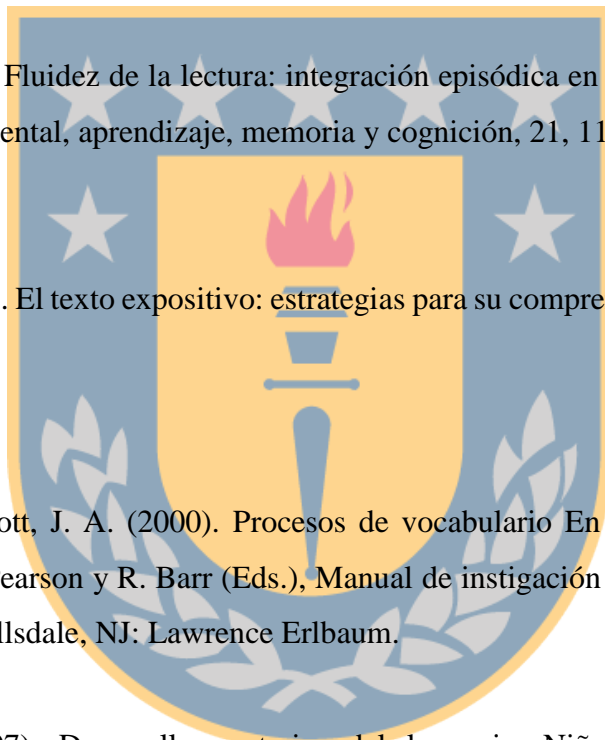 Fluidez de la lectura: integración episódica en
ental, aprendizaje, memoria y cognición, 21, 11
. El texto expositivo: estrategias para su compre
ott, J. A. (2000). Procesos de vocabulario En
earson y R. Barr (Eds.), Manual de instigación
llsdale, NJ: Lawrence Erlbaum.